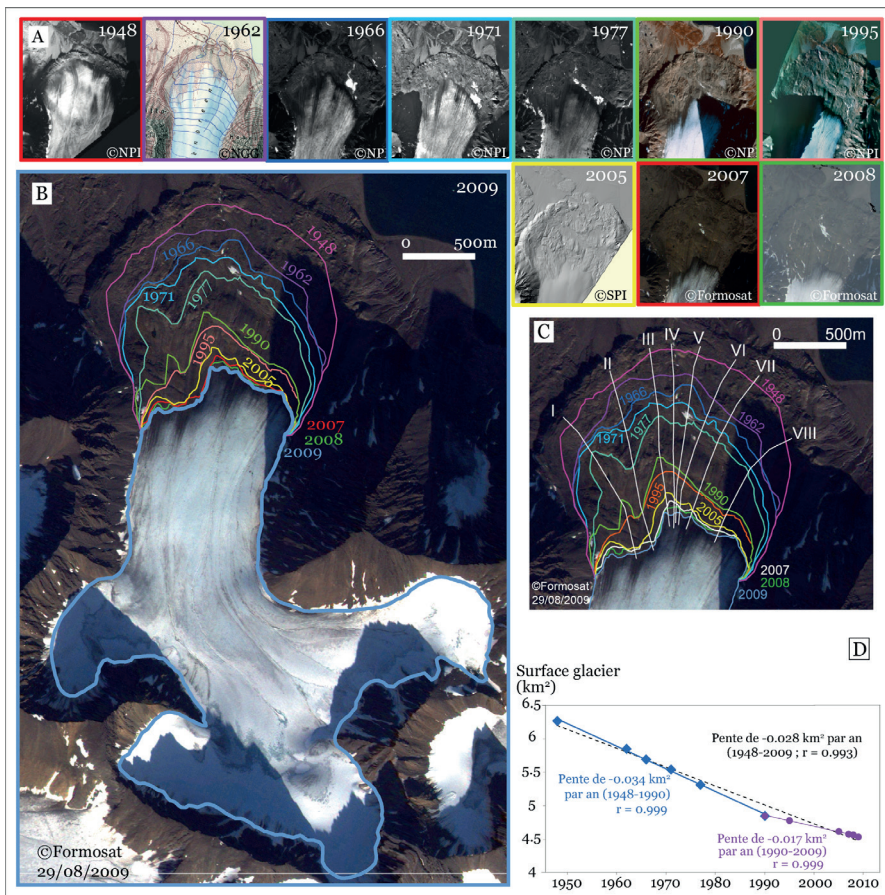 A
1948
©NPI
1962
©NGG
1966
©NP
1971
©NPI
1977
©NPI
1990
©NPI
1995
©NPI
2005
©SPI
2007
©Formosat
2008
©Formosat
B
2009
0 500m
1948
1966
1962
1971
1977
1990
1995
2005
2007
2008
2009
©Formosat
29/08/2009
C
0 500m
I
II
III
IV
V
VI
VII
VIII
1948
1966
1962
1971
1977
1990
1995
2005
2007
2008
2009
©Formosat
29/08/2009
D
Surface glacier
(km²)
6.5
6
5.5
5
4.5
4
1950 1960 1970 1980 1990 2000 2010
Pente de -0.028 km² par an
(1948-2009 ; r = 0.993)
Pente de -0.034 km²
par an (1948-1990)
r = 0.999
Pente de -0.017 km²
par an (1990-2009)
r = 0.999